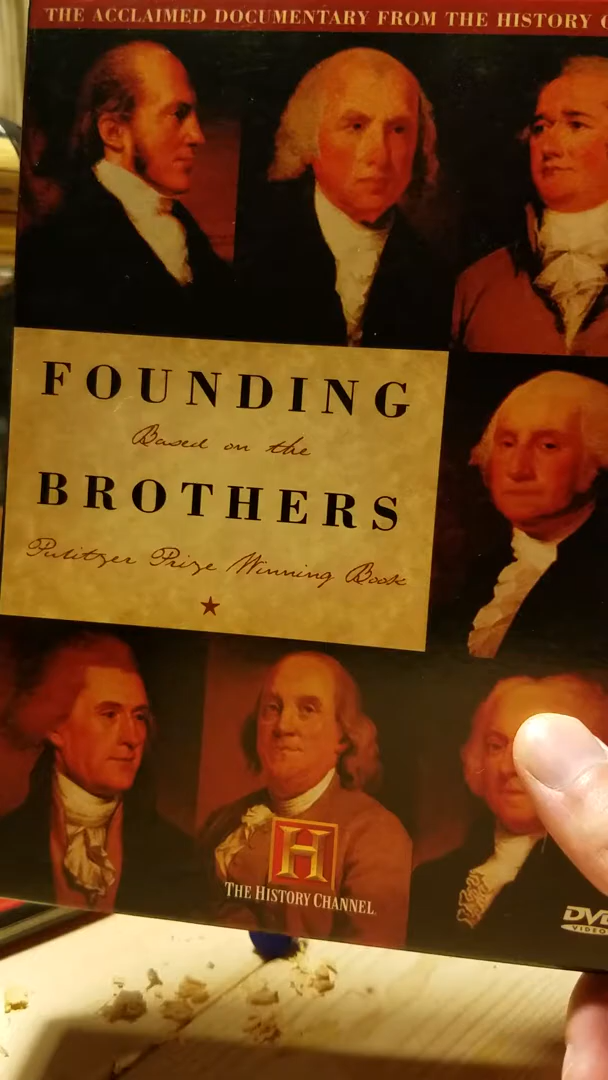 THE ACCLAIMED DOCUMENTARY FROM THE HISTORY
FOUNDING
Based on the
BROTHERS
Pulitzer Prize Winning Book
H
THE HISTORY CHANNEL
DVD
VIDEO